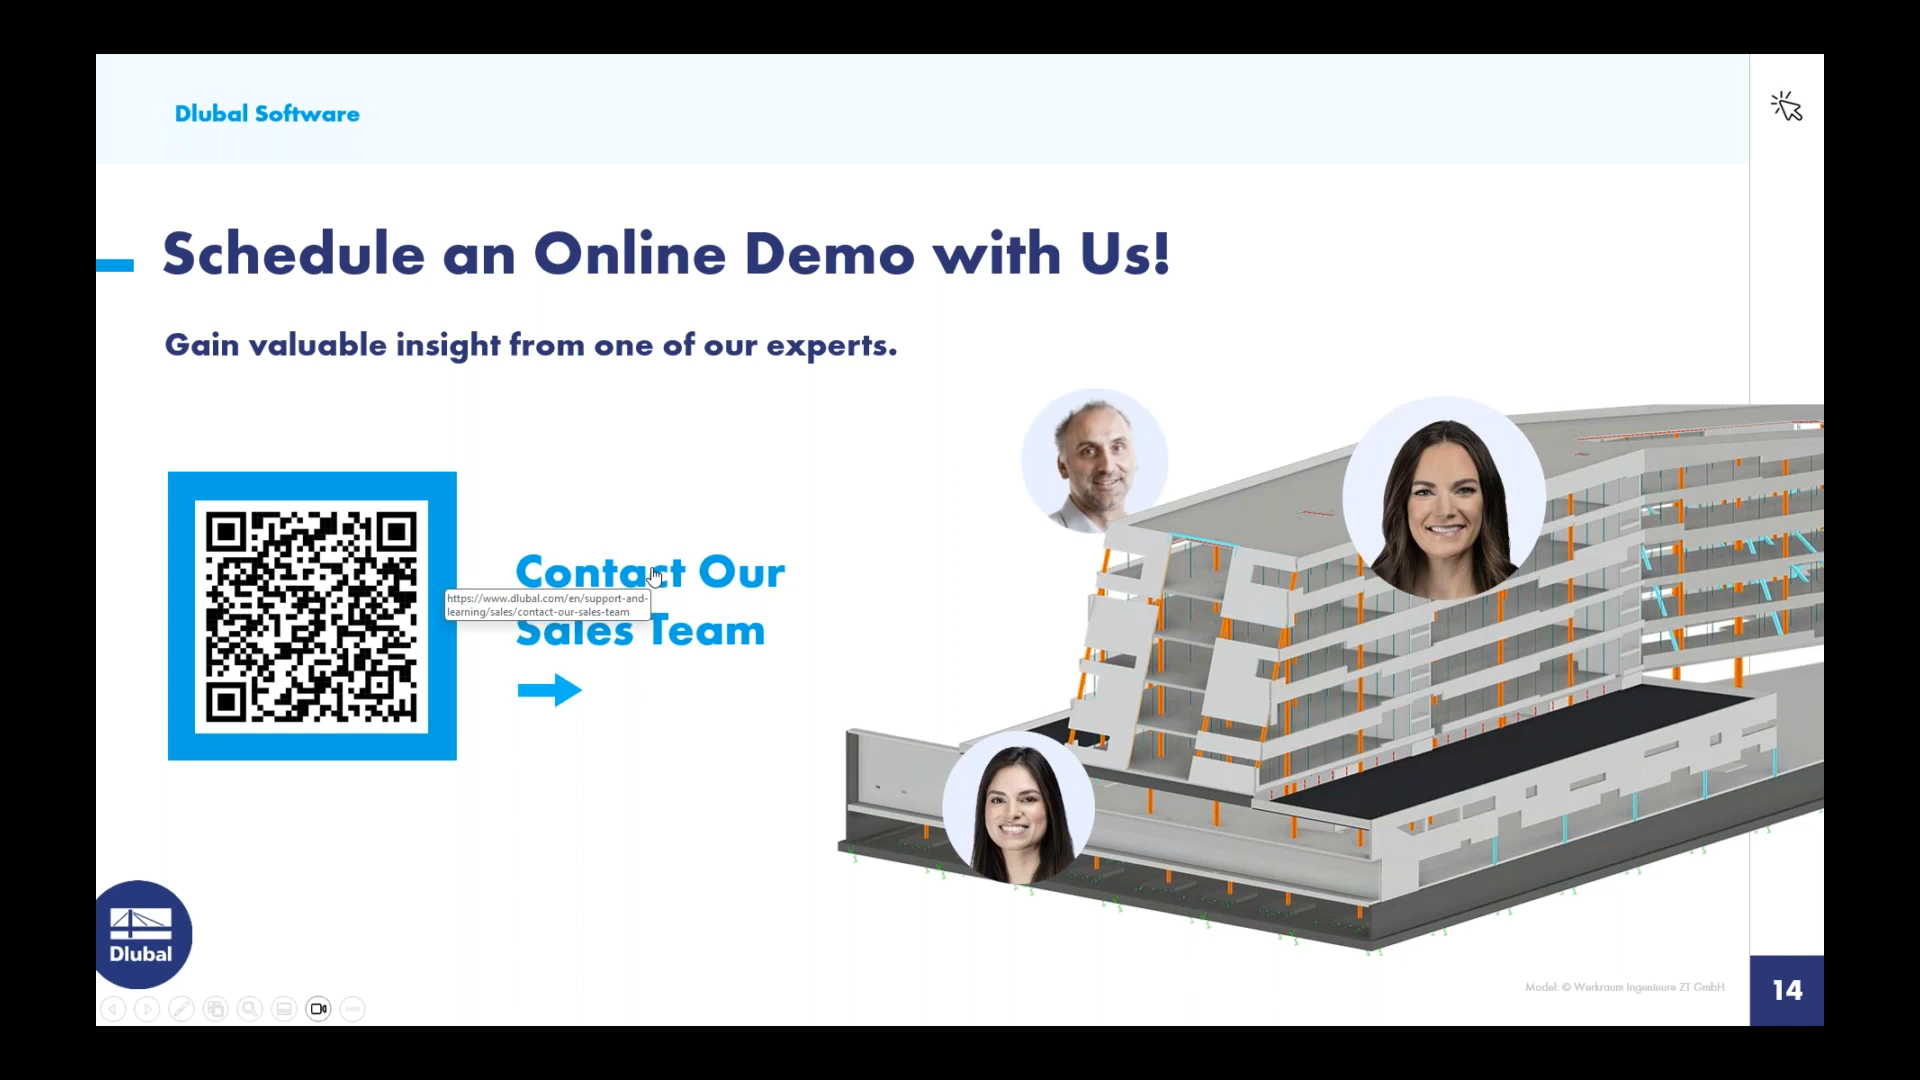 Dlubal Software
Schedule an Online Demo with Us!
Gain valuable insight from one of our experts.
Contact Our
https://www.dlubal.com/en/support-and-
learning/sales/contact-our-sales-team
Sales Team
Dlubal
Model: © Werkraum Ingenieure ZT GmbH
14